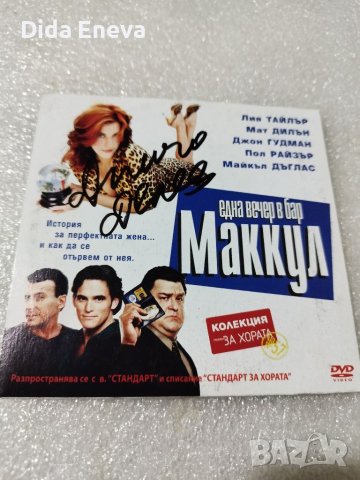 Dida Eneva
Лив ТАЙЛЪР
Мат ДИЛЪН
Джон ГУДМАН
Пол РАЙЗЪР
Майкъл ДЪГЛАС
една вечер в бар
Маккул
История
за перфектната жена...
и как да се
отървем от нея.
КОЛЕКЦИЯ
ЗА ХОРАТА
Разпространява се с в. "СТАНДАРТ" и списание "СТАНДАРТ ЗА ХОРАТА"
DVD
VIDEO
BAZAR